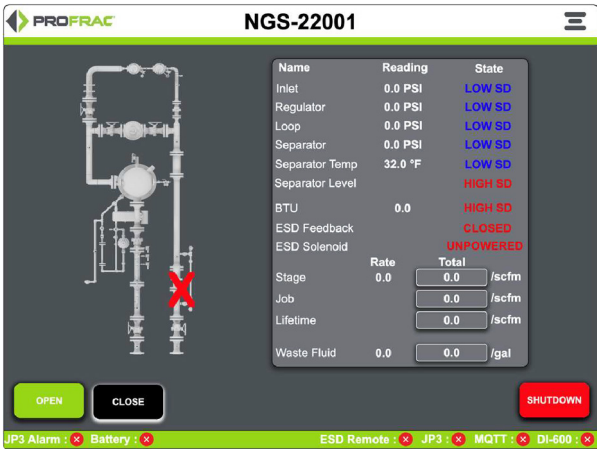 PROFRAC
NGS-22001
Name Reading State
Inlet 0.0 PSI LOW SD
Regulator 0.0 PSI LOW SD
Loop 0.0 PSI LOW SD
Separator 0.0 PSI LOW SD
Separator Temp 32.0 °F LOW SD
Separator Level HIGH SD
BTU 0.0 HIGH SD
ESD Feedback CLOSED
ESD Solenoid UNPOWERED
Rate Total
Stage 0.0 0.0 /scfm
Job 0.0 /scfm
Lifetime 0.0 /scfm
Waste Fluid 0.0 0.0 /gal
OPEN CLOSE SHUTDOWN
JP3 Alarm : Battery : ESD Remote : JP3 : MQTT : DI-600 :